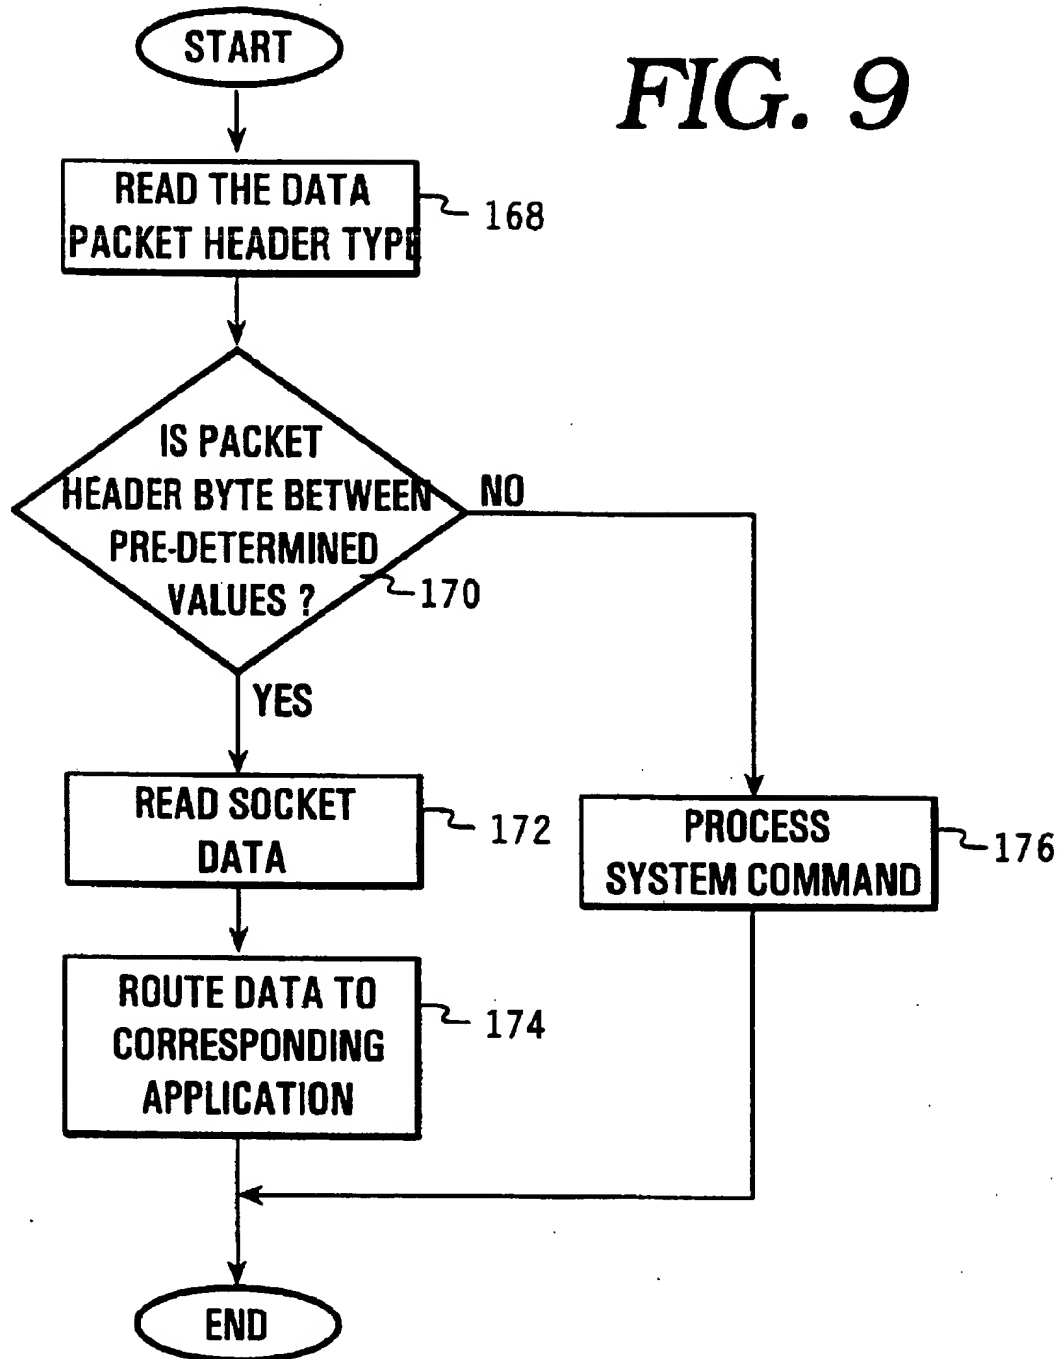 START
FIG. 9
READ THE DATA
PACKET HEADER TYPE
168
IS PACKET
HEADER BYTE BETWEEN
PRE-DETERMINED
VALUES ?
170
NO
YES
READ SOCKET
DATA
172
PROCESS
SYSTEM COMMAND
176
ROUTE DATA TO
CORRESPONDING
APPLICATION
174
END